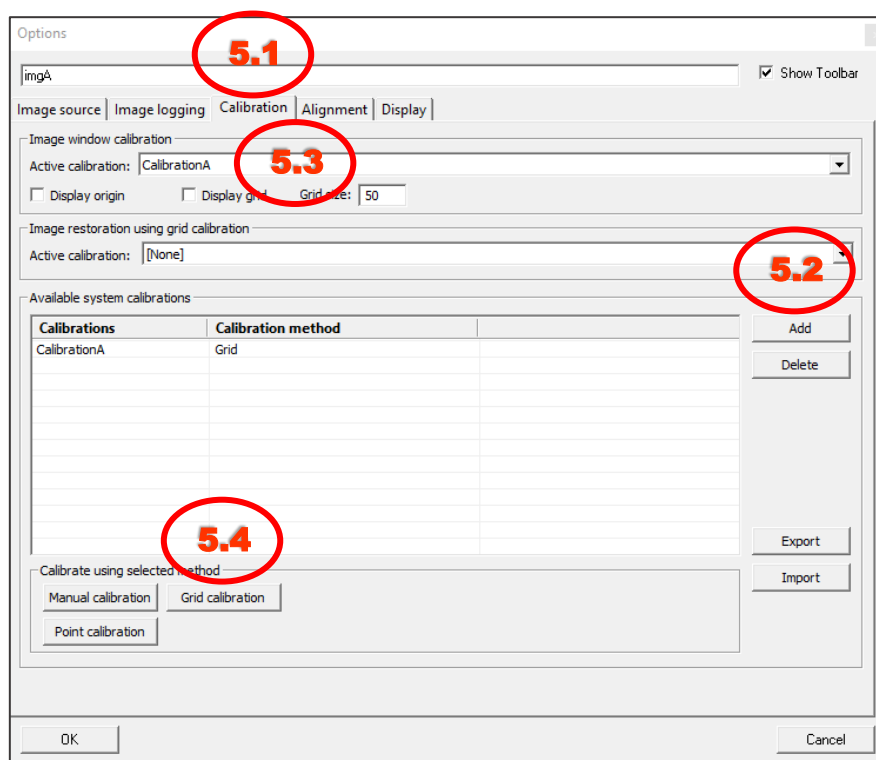 Options
5.1
imgA
Show Toolbar
Image source Image logging Calibration Alignment Display
Image window calibration
Active calibration: CalibrationA
5.3
Display origin Display grid Grid size: 50
Image restoration using grid calibration
Active calibration: [None]
5.2
Available system calibrations
Calibrations Calibration method
Add
CalibrationA Grid
Delete
5.4
Export
Calibrate using selected method
Import
Manual calibration Grid calibration
Point calibration
OK Cancel